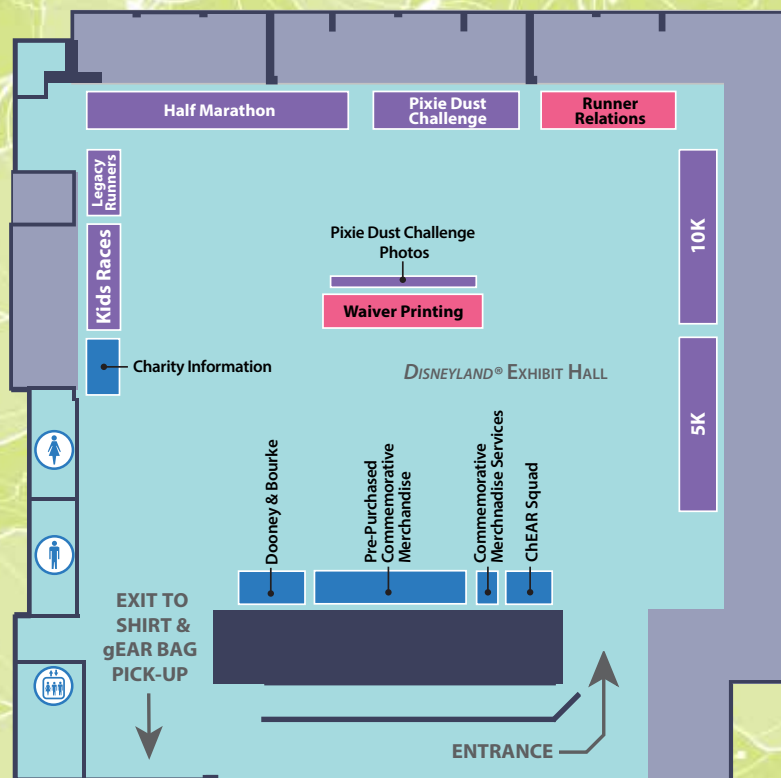 Half Marathon
Pixie Dust
Challenge
Runner
Relations
Legacy
Runners
Kids Races
10K
Pixie Dust Challenge
Photos
Waiver Printing
Charity Information
DISNEYLAND® EXHIBIT HALL
5K
Dooney & Bourke
Pre-Purchased
Commemorative
Merchandise
Commemorative
Merchnadise Services
ChEAR Squad
EXIT TO
SHIRT &
gEAR BAG
PICK-UP
ENTRANCE